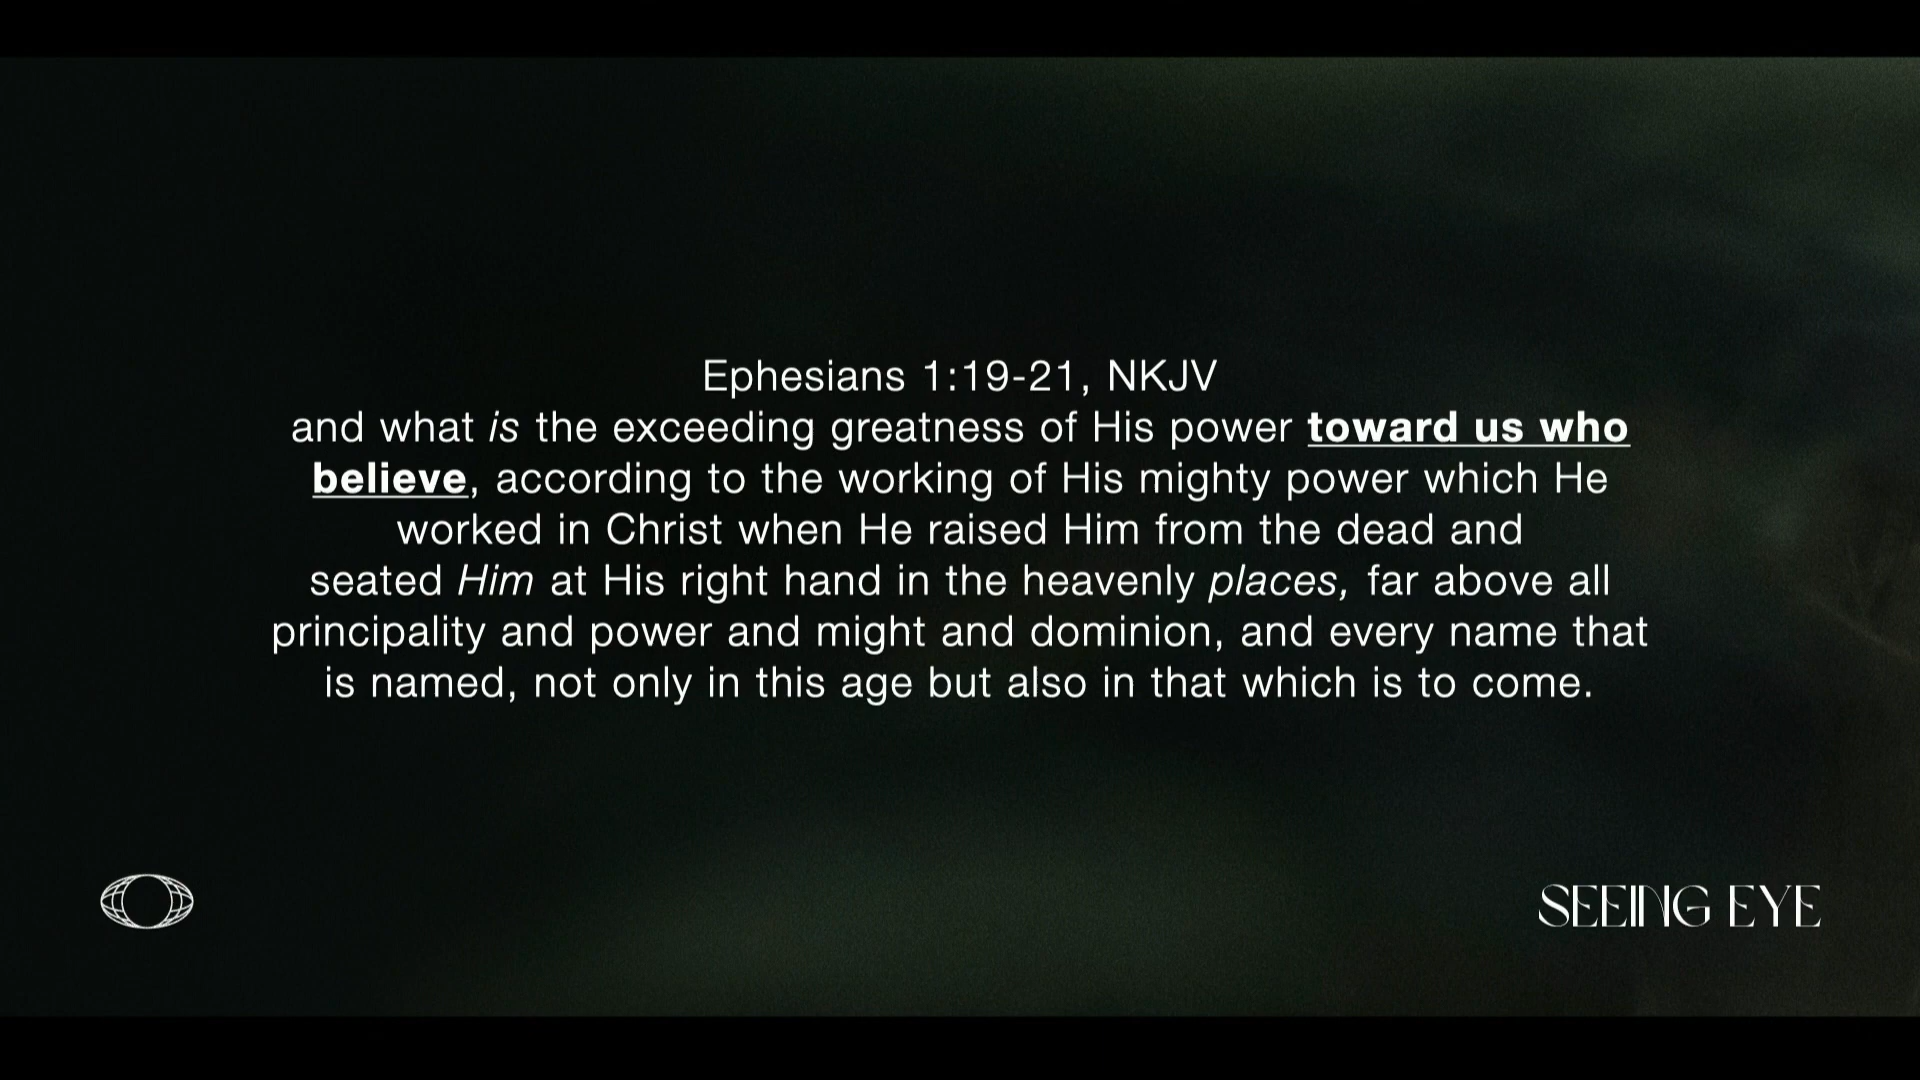 Ephesians 1:19-21, NKJV
and what is the exceeding greatness of His power toward us who
believe, according to the working of His mighty power which He
worked in Christ when He raised Him from the dead and
seated Him at His right hand in the heavenly places, far above all
principality and power and might and dominion, and every name that
is named, not only in this age but also in that which is to come.
SEEING EYE